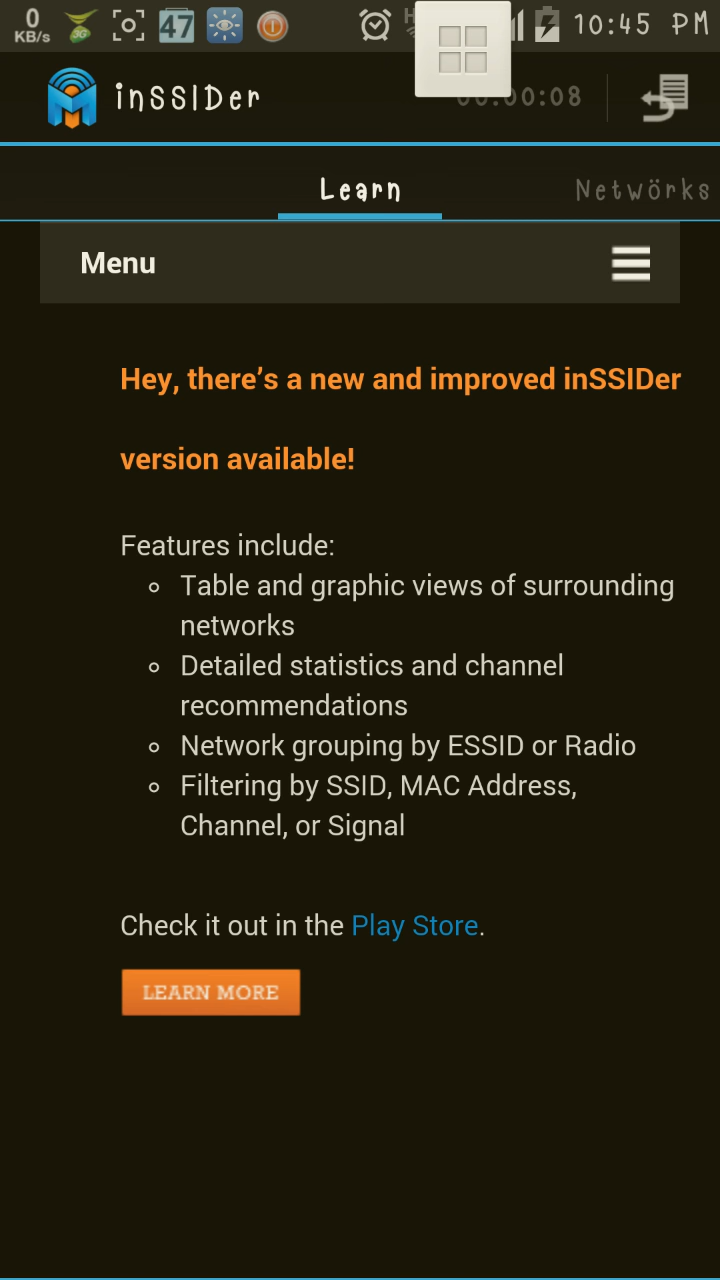 0
KB/s
3G
47
H
10:45 PM
inSSIDer
00:00:08
Learn
Netwörks
Menu
Hey, there's a new and improved inSSIDer
version available!
Features include:
Table and graphic views of surrounding
networks
Detailed statistics and channel
recommendations
Network grouping by ESSID or Radio
Filtering by SSID, MAC Address,
Channel, or Signal
Check it out in the Play Store.
LEARN MORE